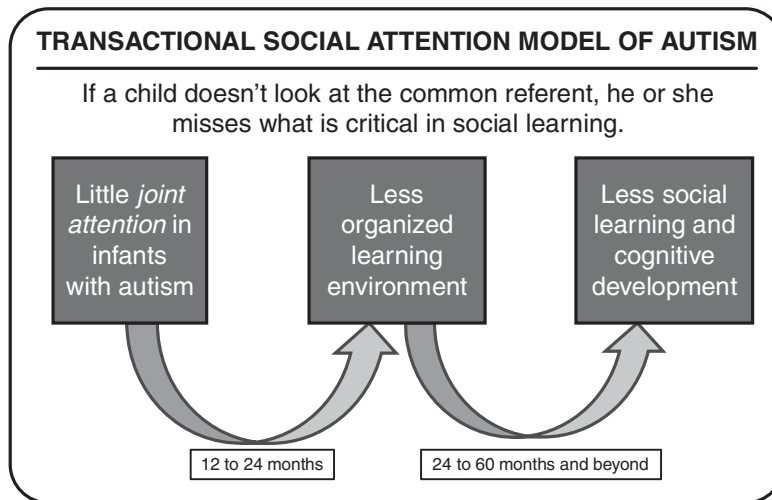 TRANSACTIONAL SOCIAL ATTENTION MODEL OF AUTISM
If a child doesn’t look at the common referent, he or she
misses what is critical in social learning.
Little joint
attention in
infants
with autism
Less
organized
learning
environment
Less social
learning and
cognitive
development
12 to 24 months
24 to 60 months and beyond